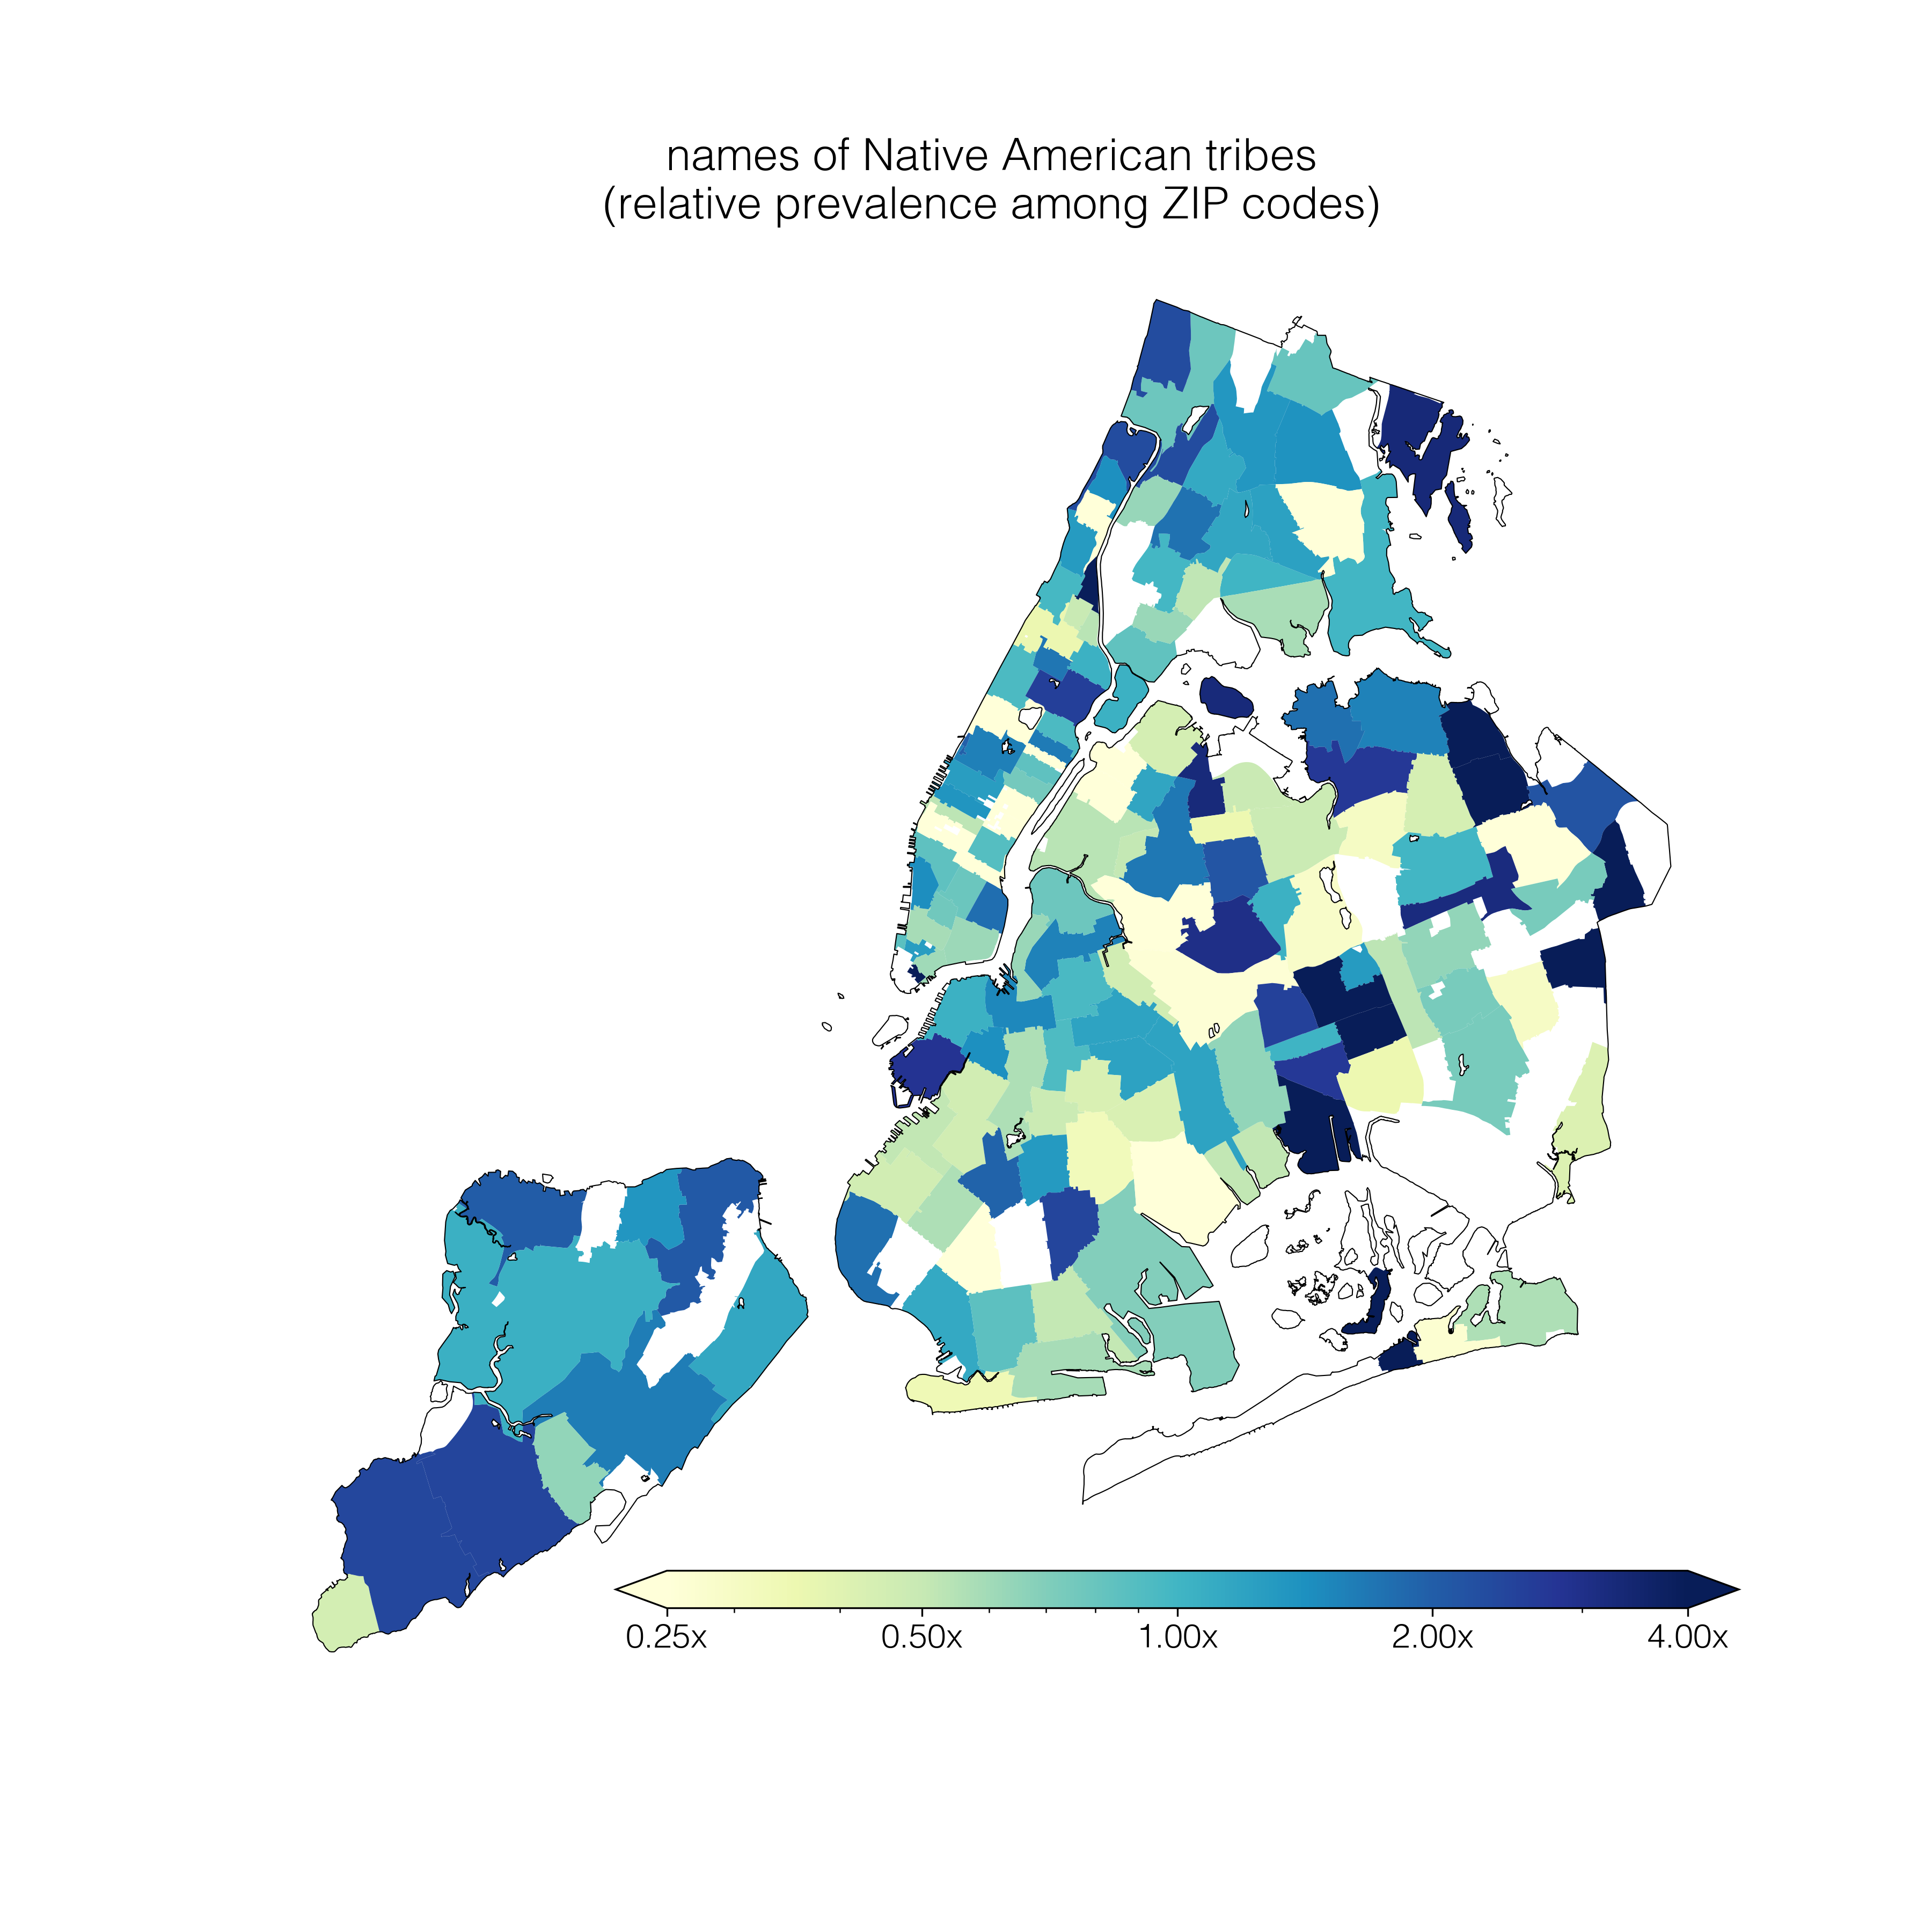 names of Native American tribes
(relative prevalence among ZIP codes)
0.25x 0.50x 1.00x 2.00x 4.00x